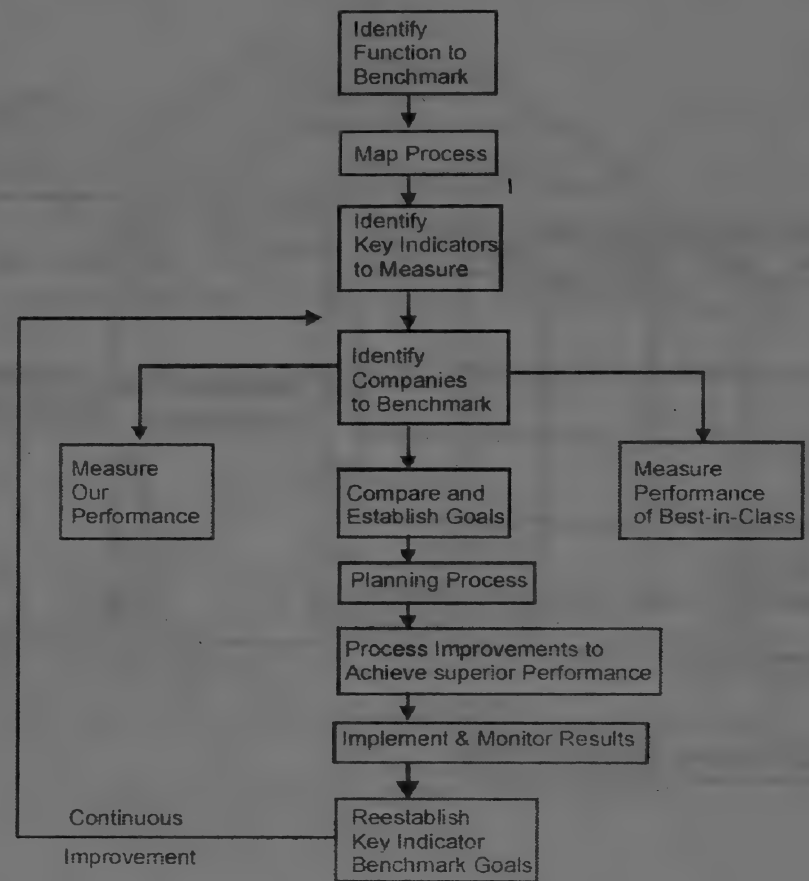 Identify
Function to
Benchmark
Map Process
Identify
Key Indicators
to Measure
Identify
Companies
to Benchmark
Measure
Our
Performance
Compare and
Establish Goals
Measure
Performance
of Best-in-Class
Planning Process
Process Improvements to
Achieve superior Performance
Implement & Monitor Results
Continuous
Improvement
Reestablish
Key Indicator
Benchmark Goals